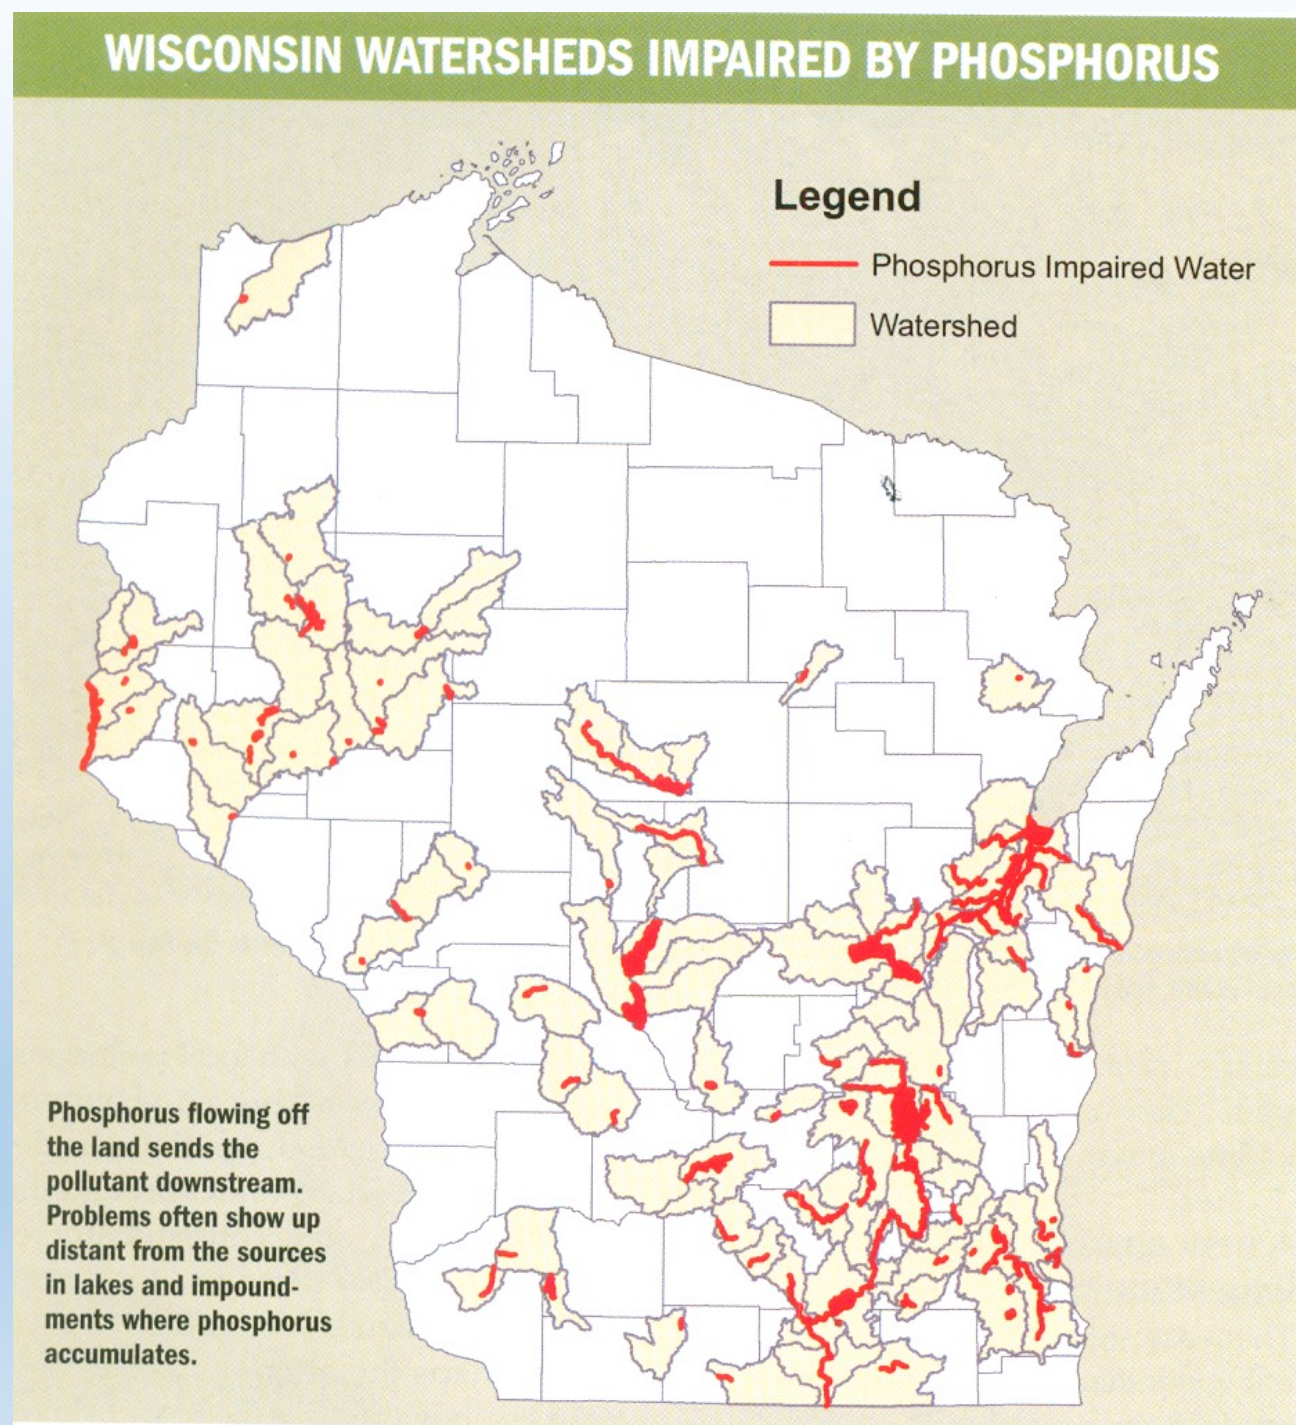 WISCONSIN WATERSHEDS IMPAIRED BY PHOSPHORUS
Legend
Phosphorus Impaired Water
Watershed
Phosphorus flowing off
the land sends the
pollutant downstream.
Problems often show up
distant from the sources
in lakes and impound-
ments where phosphorus
accumulates.